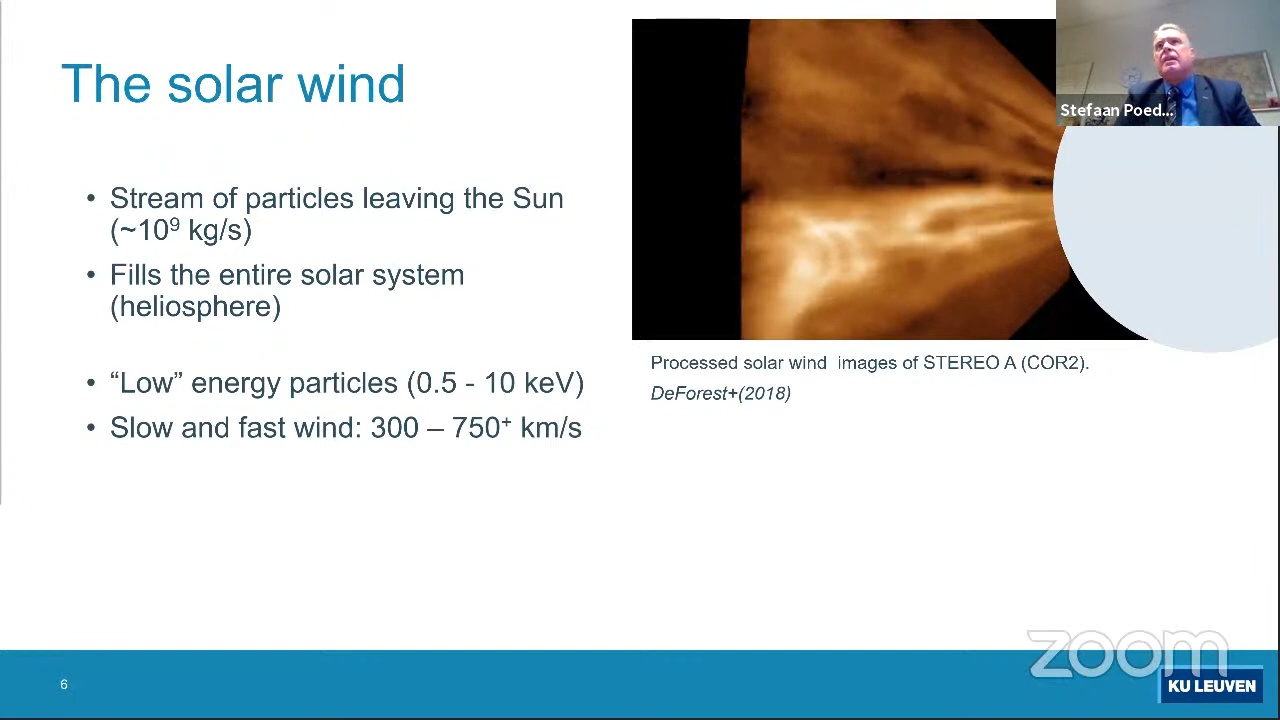 The solar wind
Stefaan Poed...
• Stream of particles leaving the Sun
(~10⁹ kg/s)
• Fills the entire solar system
(heliosphere)
• “Low” energy particles (0.5 - 10 keV)
• Slow and fast wind: 300 – 750⁺ km/s
Processed solar wind images of STEREO A (COR2).
DeForest+(2018)
zoom
6
KU LEUVEN